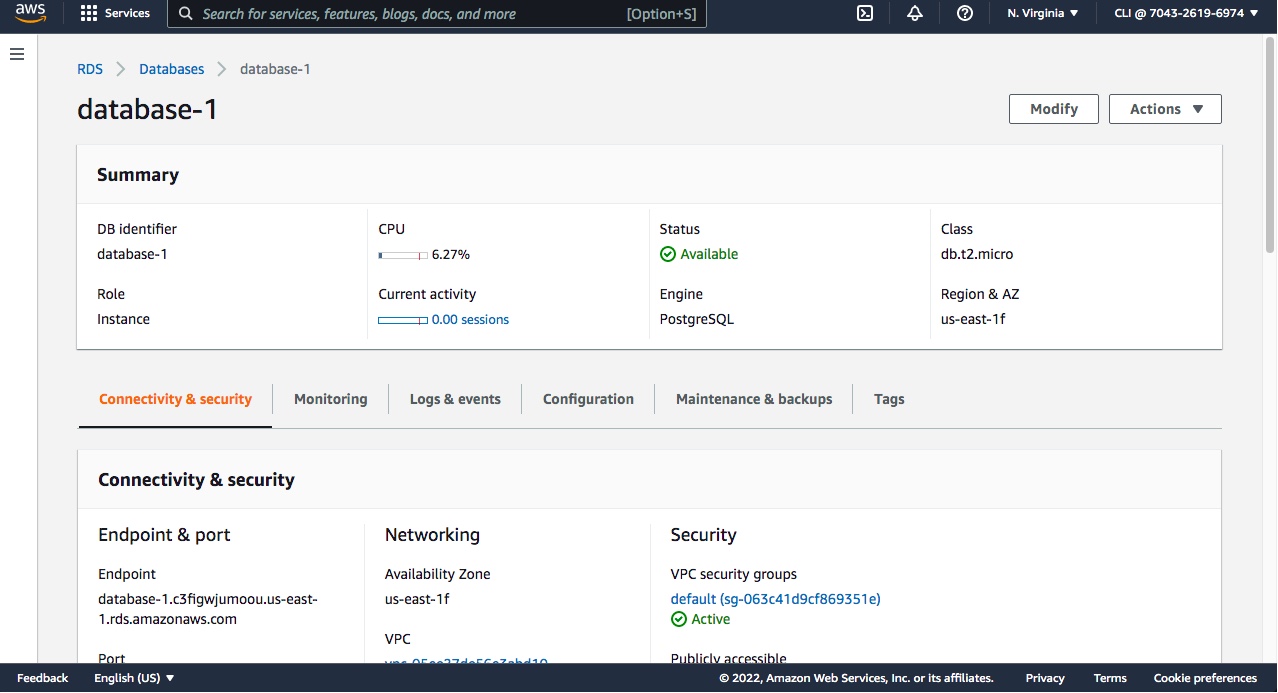 aws
Services
Search for services, features, blogs, docs, and more
[Option+S]
N. Virginia
CLI @ 7043-2619-6974
RDS
Databases
database-1
database-1
Modify
Actions
Summary
DB identifier
database-1
CPU
6.27%
Status
Available
Class
db.t2.micro
Role
Instance
Current activity
0.00 sessions
Engine
PostgreSQL
Region & AZ
us-east-1f
Connectivity & security
Monitoring
Logs & events
Configuration
Maintenance & backups
Tags
Connectivity & security
Endpoint & port
Endpoint
database-1.c3figwjumoou.us-east-
1.rds.amazonaws.com
Port
Networking
Availability Zone
us-east-1f
VPC
Security
VPC security groups
default (sg-063c41d9cf869351e)
Active
Publicly accessible
Feedback
English (US)
© 2022, Amazon Web Services, Inc. or its affiliates.
Privacy
Terms
Cookie preferences